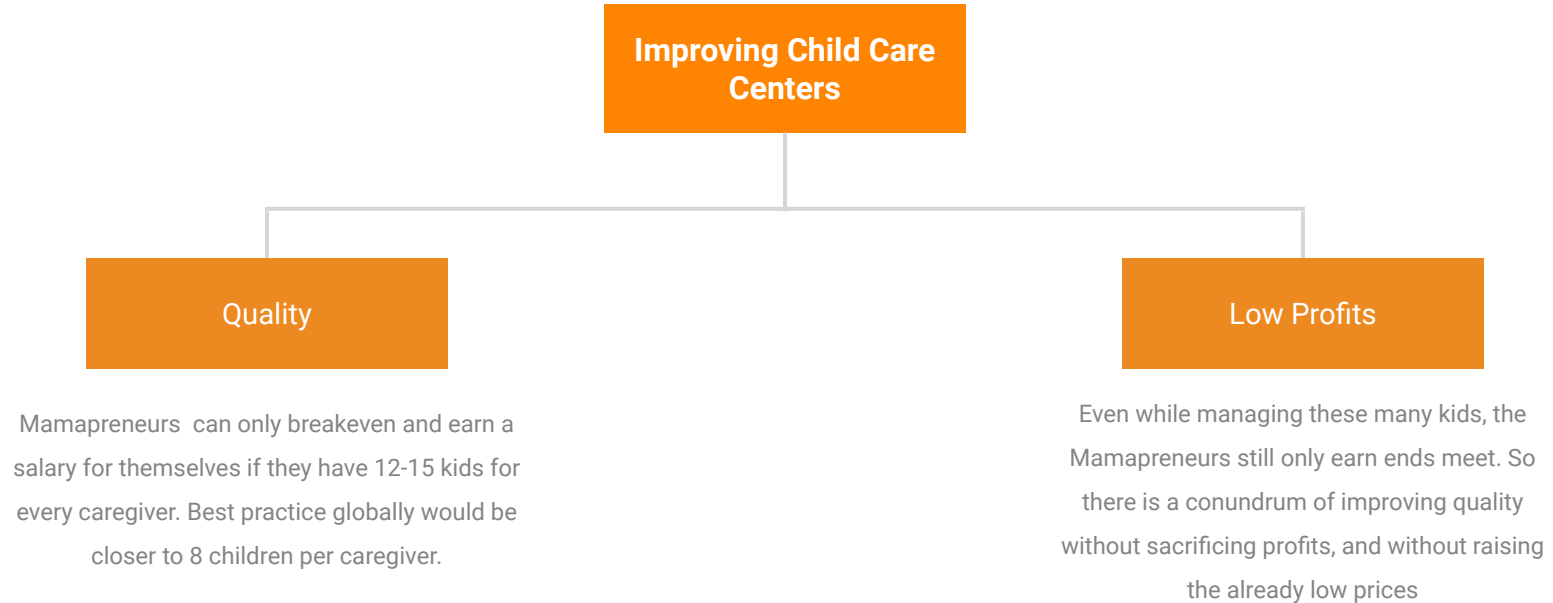 Improving Child Care
Centers
Quality
Mamapreneurs  can only breakeven and earn a
salary for themselves if they have 12-15 kids for
every caregiver. Best practice globally would be
closer to 8 children per caregiver.
Low Profits
Even while managing these many kids, the
Mamapreneurs still only earn ends meet. So
there is a conundrum of improving quality
without sacrificing profits, and without raising
the already low prices